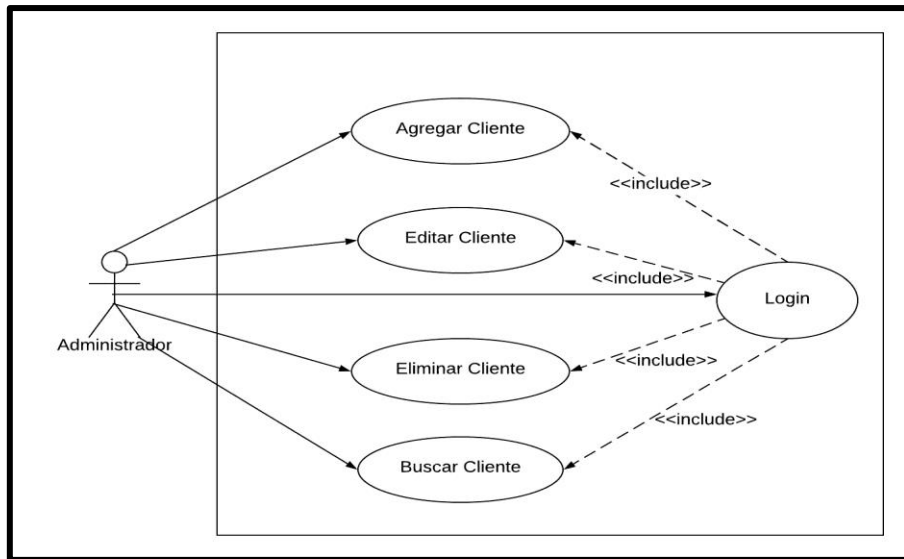 Agregar Cliente
<<include>>
Editar Cliente
<<include>>
Login
Administrador
Eliminar Cliente
<<include>>
<<include>>
Buscar Cliente